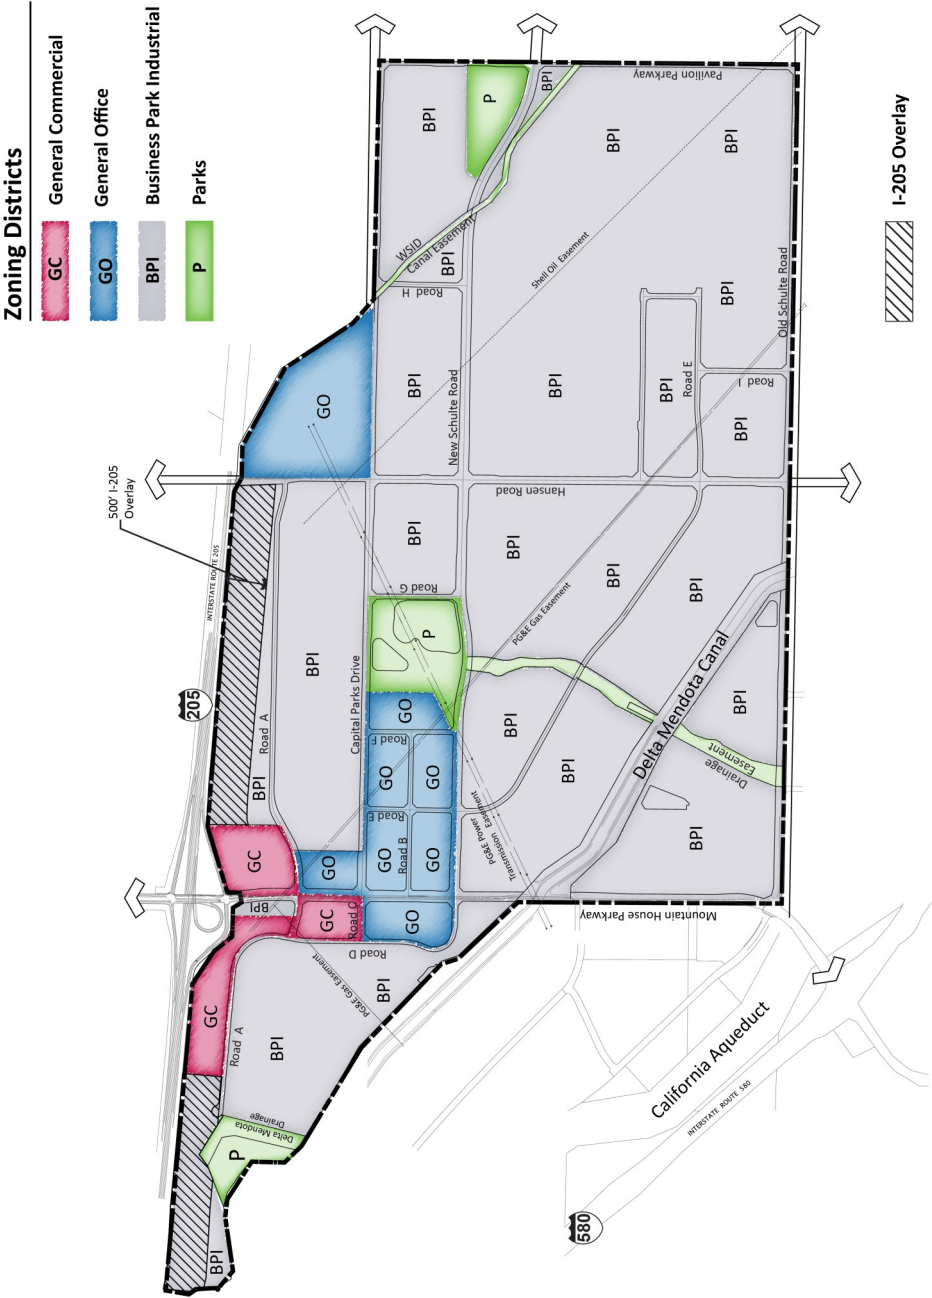 Zoning Districts
GC General Commercial
GO General Office
BPI Business Park Industrial
P Parks
I-205 Overlay
500' I-205
Overlay
INTERSTATE ROUTE 205
205
BPI
GC
Road A
BPI
P
Delta Mendota
Drainage
BPI
BPI
PG&E Gas Easement
Road D
GC
Road C
BPI
GC
GO
GO
BPI
Road A
BPI
Capital Parks Drive
GO
GO
Road B
Road E
GO
GO
Road F
GO
P
Road G
BPI
GO
BPI
Road H
New Schulte Road
WSID
Canal Easement
BPI
BPI
P
BPI
Pavilion Parkway
BPI
BPI
Shell Oil Easement
BPI
BPI
Road E
BPI
Road I
BPI
Old Schulte Road
Hansen Road
BPI
BPI
BPI
PG&E Gas Easement
BPI
BPI
PG&E Power
Transmission Easement
Delta Mendota Canal
BPI
Drainage
Easement
BPI
Mountain House Parkway
California Aqueduct
INTERSTATE ROUTE 580
580